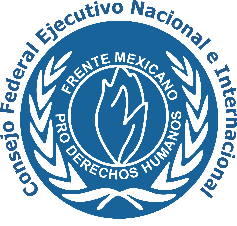 Consejo Federal Ejecutivo Nacional e Internacional
FRENTE MEXICANO
PRO DERECHOS HUMANOS